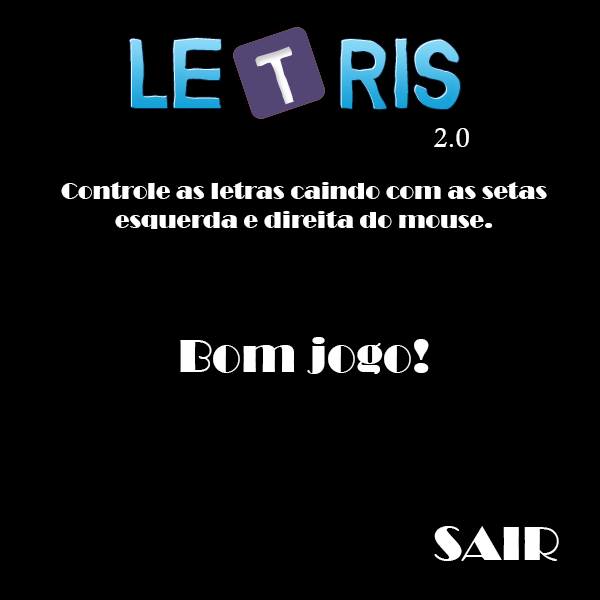 LETRIS
2.0
Controle as letras caindo com as setas
esquerda e direita do mouse.
Bom jogo!
SAIR